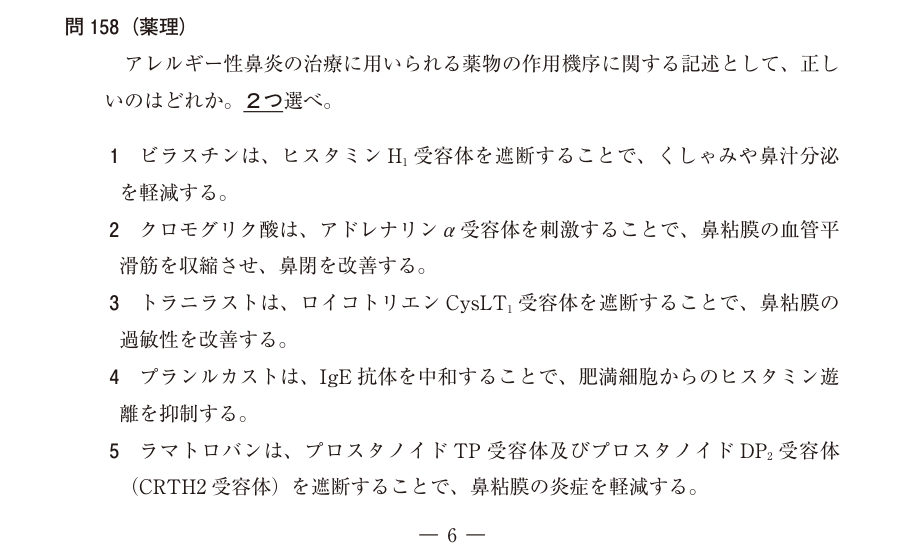 問 158（薬理）
アレルギー性鼻炎の治療に用いられる薬物の作用機序に関する記述として、正し
いのはどれか。２つ選べ。
1　ビラスチンは、ヒスタミン H₁ 受容体を遮断することで、くしゃみや鼻汁分泌
を軽減する。
2　クロモグリク酸は、アドレナリン α 受容体を刺激することで、鼻粘膜の血管平
滑筋を収縮させ、鼻閉を改善する。
3　トラニラストは、ロイコトリエン CysLT₁ 受容体を遮断することで、鼻粘膜の
過敏性を改善する。
4　プランルカストは、IgE 抗体を中和することで、肥満細胞からのヒスタミン遊
離を抑制する。
5　ラマトロバンは、プロスタノイド TP 受容体及びプロスタノイド DP₂ 受容体
（CRTH2 受容体）を遮断することで、鼻粘膜の炎症を軽減する。
― 6 ―